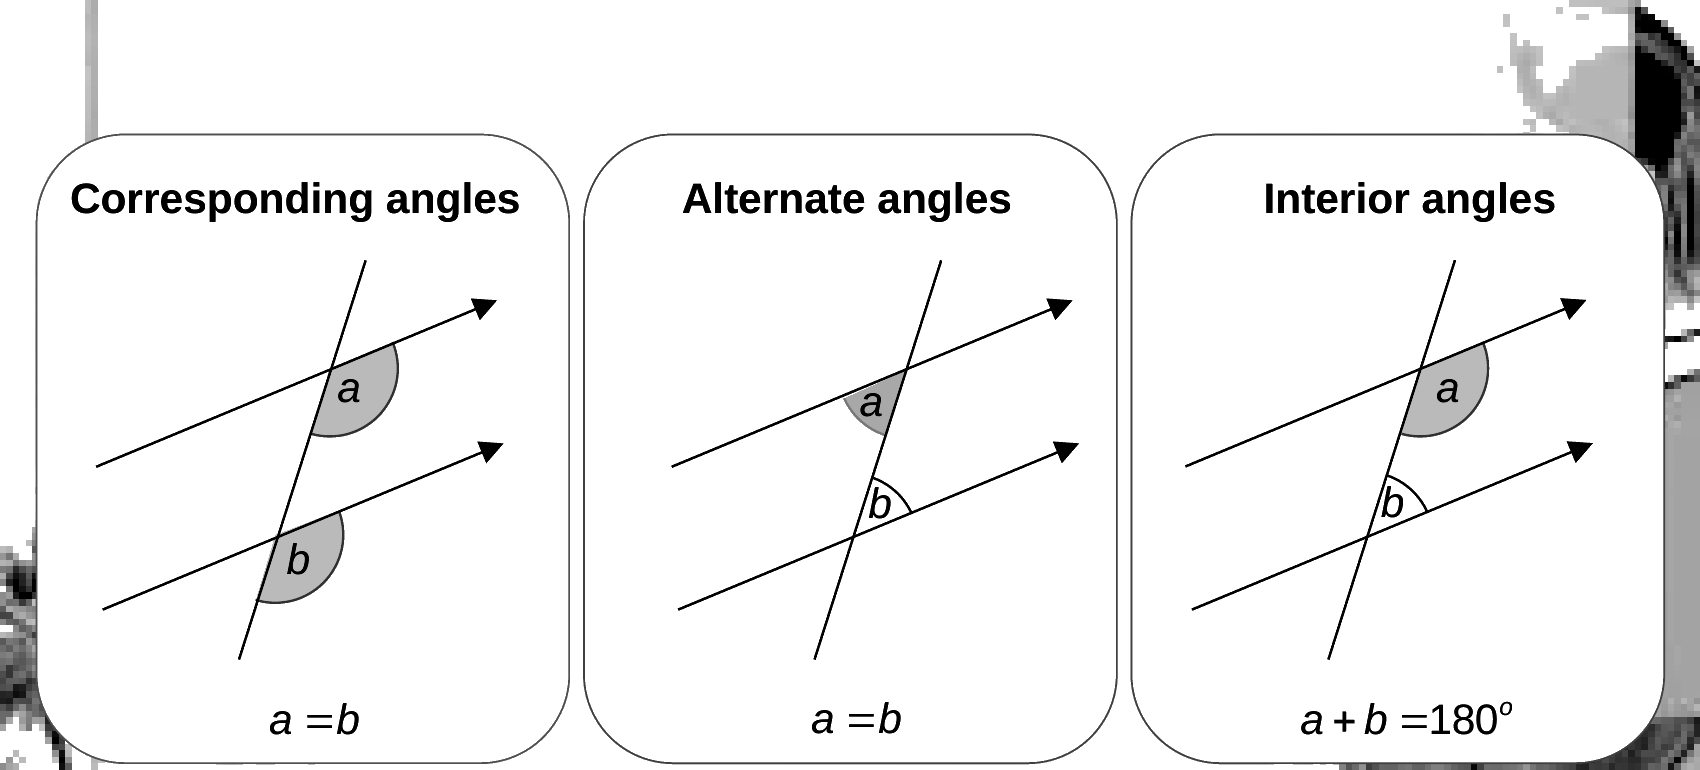 Corresponding angles
a
b
a = b
Alternate angles
a
b
a = b
Interior angles
a
b
a + b = 180°